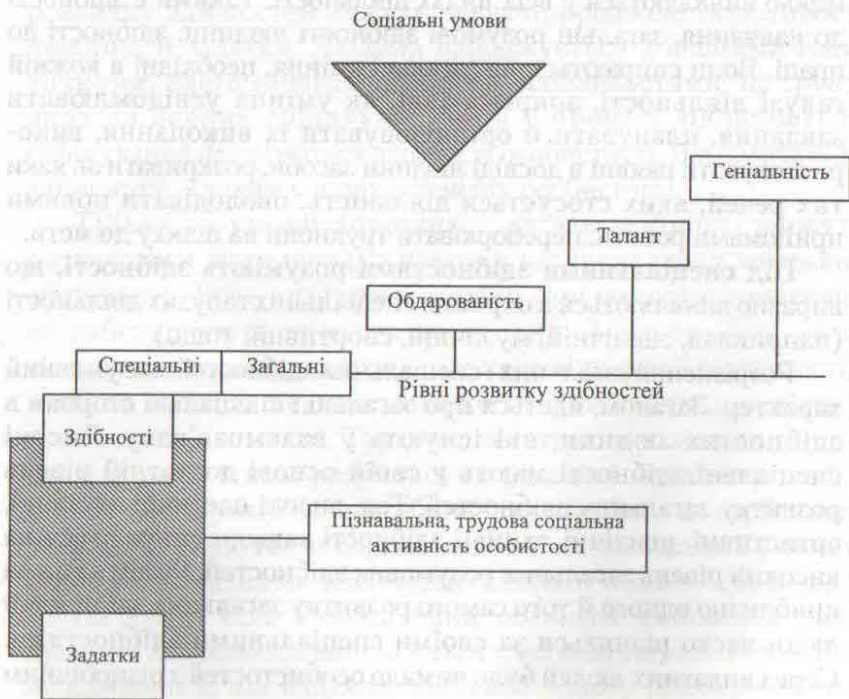 Соціальні умови
Геніальність
Талант
Обдарованість
Спеціальні Загальні
Рівні розвитку здібностей
Здібності
Пізнавальна, трудова соціальна
активність особистості
Задатки